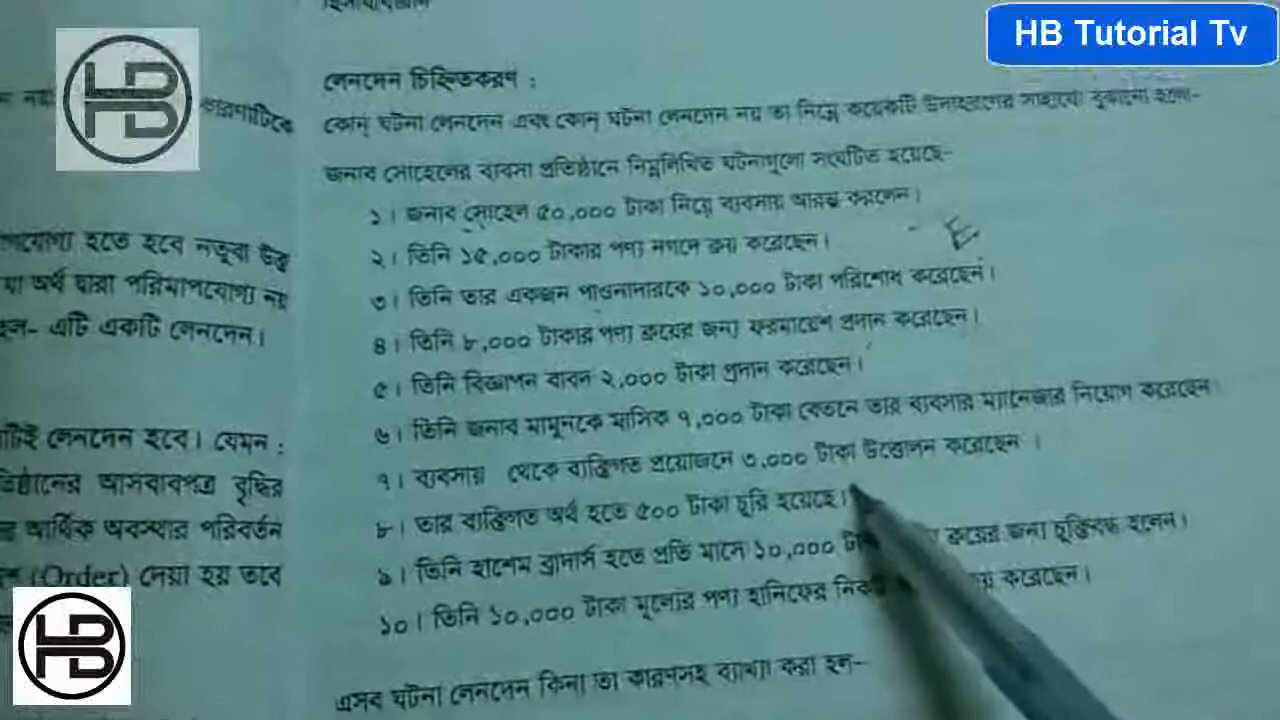 HB Tutorial Tv
হিসাববিজ্ঞান
লেনদেন চিহ্নিতকরণ :
কোন্ ঘটনা লেনদেন এবং কোন্ ঘটনা লেনদেন নয় তা নিম্নে কয়েকটি উদাহরণের সাহায্যে বুঝানো হলো-
জনাব সোহেলের ব্যবসা প্রতিষ্ঠানে নিম্নলিখিত ঘটনাগুলো সংঘটিত হয়েছে-
১। জনাব সোহেল ৫০,০০০ টাকা নিয়ে ব্যবসায় আরম্ভ করলেন।
২। তিনি ১৫,০০০ টাকার পণ্য নগদে ক্রয় করেছেন।
E
৩। তিনি তার একজন পাওনাদারকে ১০,০০০ টাকা পরিশোধ করেছেন।
৪। তিনি ৮,০০০ টাকার পণ্য ক্রয়ের জন্য ফরমায়েশ প্রদান করেছেন।
৫। তিনি বিজ্ঞাপন বাবদ ২,০০০ টাকা প্রদান করেছেন।
৬। তিনি জনাব মামুনকে মাসিক ৭,০০০ টাকা বেতনে তার ব্যবসার ম্যানেজার নিয়োগ করেছেন।
৭। ব্যবসায় থেকে ব্যক্তিগত প্রয়োজনে ৩,০০০ টাকা উত্তোলন করেছেন ।
৮। তার ব্যক্তিগত অর্থ হতে ৫০০ টাকা চুরি হয়েছে।
৯। তিনি হাশেম ব্রাদার্স হতে প্রতি মাসে ১০,০০০ ক্রয়ের জন্য চুক্তিবদ্ধ হলেন।
১০। তিনি ১০,০০০ টাকা মূল্যের পণ্য হানিফের করেছেন।
এসব ঘটনা লেনদেন কিনা তা কারণসহ ব্যাখ্যা করা হল-
কারণটিকে
হতে হবে নতুবা উক্ত
যা অর্থ দ্বারা পরিমাপযোগ্য নয়
এটি একটি লেনদেন।
লেনদেন হবে। যেমন :
আসবাবপত্র বৃদ্ধির
আর্থিক অবস্থার পরিবর্তন
(Order) দেয়া হয় তবে